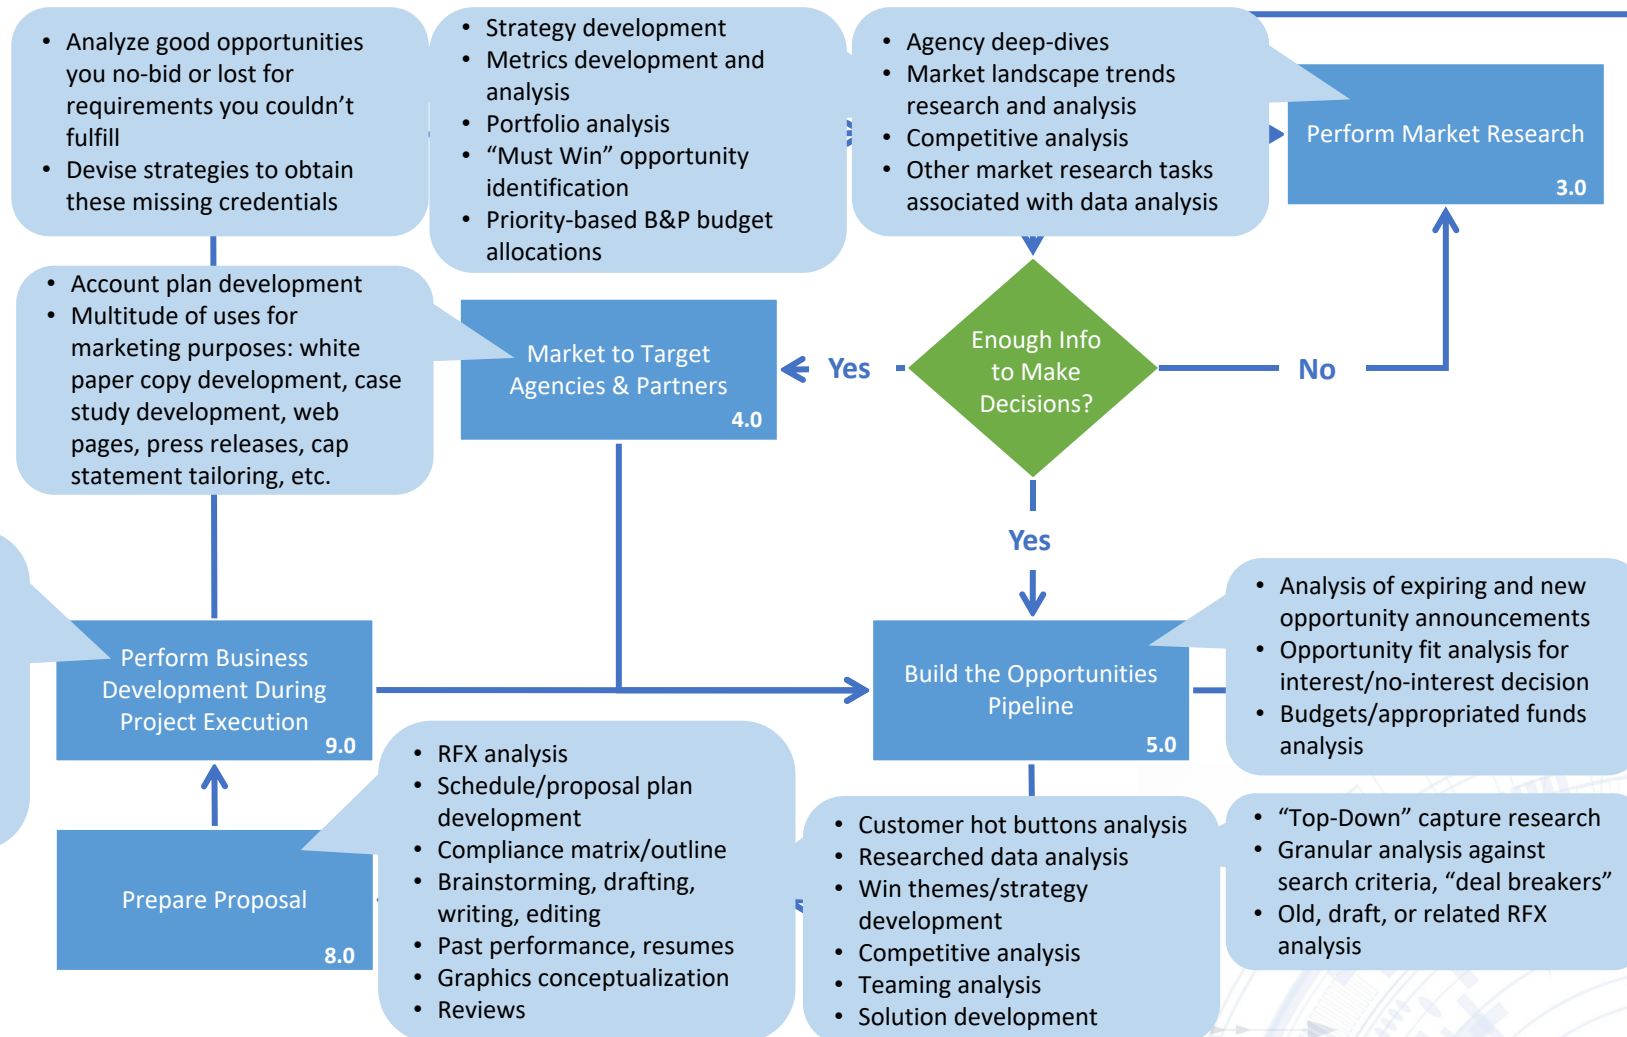 • Analyze good opportunities
you no-bid or lost for
requirements you couldn’t
fulfill
• Devise strategies to obtain
these missing credentials
• Strategy development
• Metrics development and
analysis
• Portfolio analysis
• “Must Win” opportunity
identification
• Priority-based B&P budget
allocations
• Agency deep-dives
• Market landscape trends
research and analysis
• Competitive analysis
• Other market research tasks
associated with data analysis
Perform Market Research
3.0
• Account plan development
• Multitude of uses for
marketing purposes: white
paper copy development, case
study development, web
pages, press releases, cap
statement tailoring, etc.
Market to Target
Agencies & Partners
4.0
Yes
Enough Info
to Make
Decisions?
No
Yes
Perform Business
Development During
Project Execution
9.0
Build the Opportunities
Pipeline
5.0
• Analysis of expiring and new
opportunity announcements
• Opportunity fit analysis for
interest/no-interest decision
• Budgets/appropriated funds
analysis
Prepare Proposal
8.0
• RFX analysis
• Schedule/proposal plan
development
• Compliance matrix/outline
• Brainstorming, drafting,
writing, editing
• Past performance, resumes
• Graphics conceptualization
• Reviews
• Customer hot buttons analysis
• Researched data analysis
• Win themes/strategy
development
• Competitive analysis
• Teaming analysis
• Solution development
• “Top-Down” capture research
• Granular analysis against
search criteria, “deal breakers”
• Old, draft, or related RFX
analysis